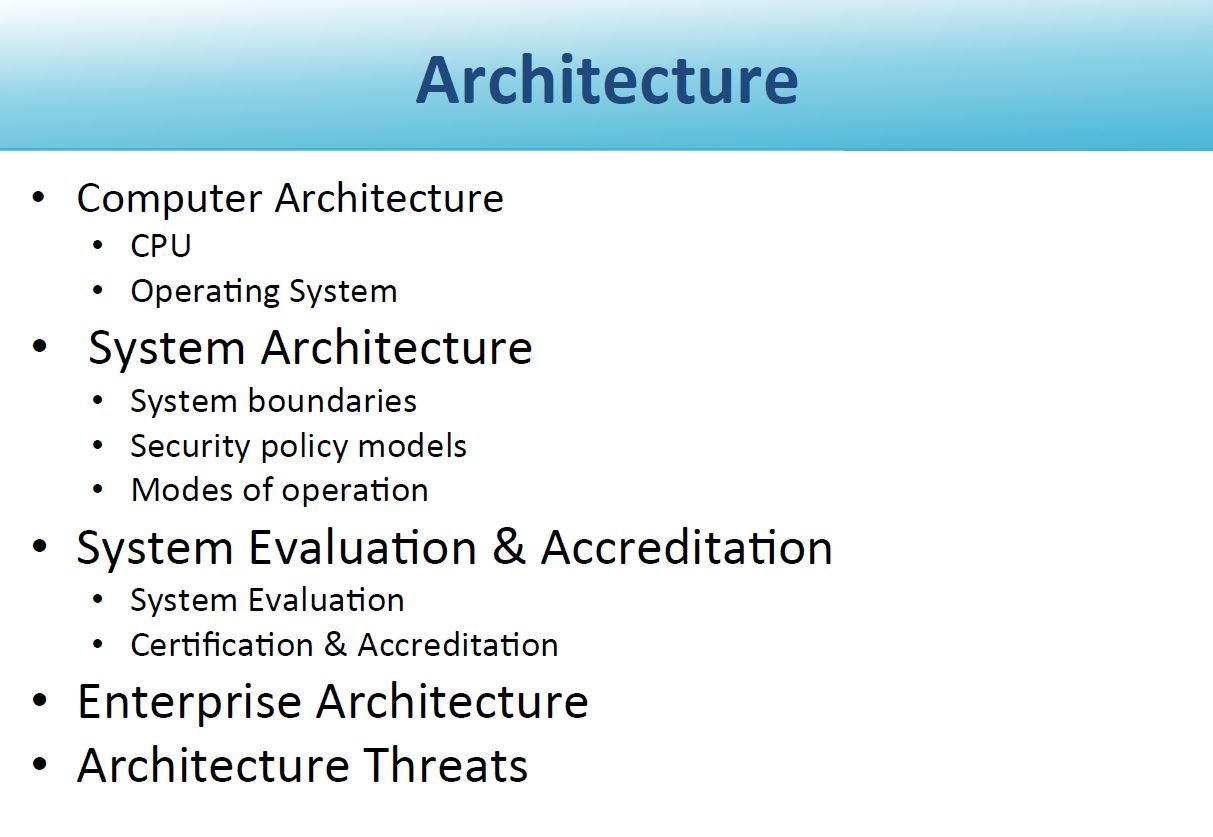 Architecture
• Computer Architecture
• CPU
• Operating System
• System Architecture
• System boundaries
• Security policy models
• Modes of operation
• System Evaluation & Accreditation
• System Evaluation
• Certification & Accreditation
• Enterprise Architecture
• Architecture Threats